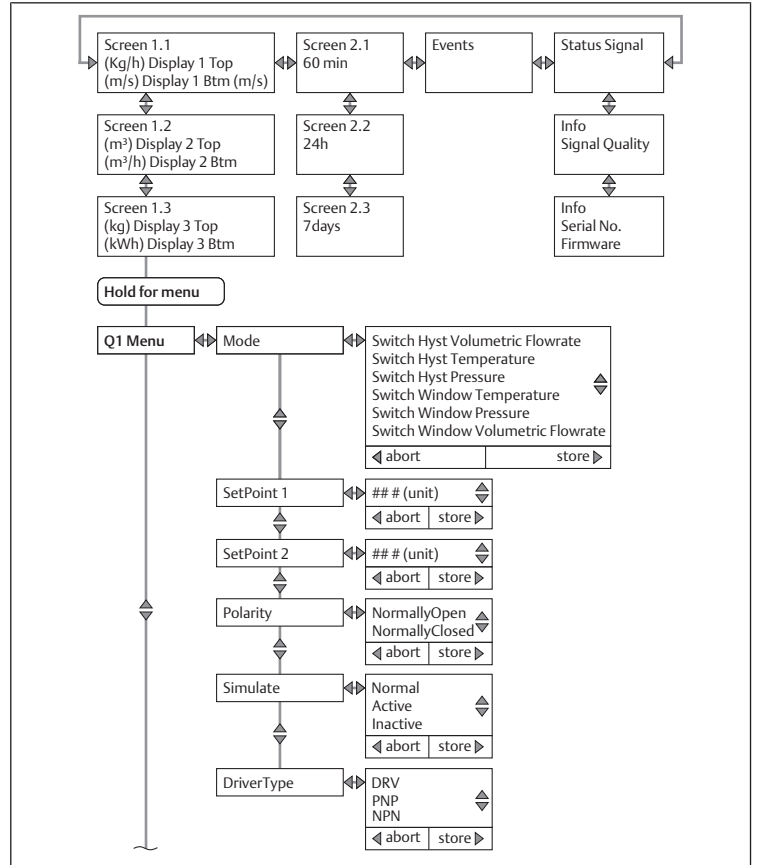 Screen 1.1
(Kg/h) Display 1 Top
(m/s) Display 1 Btm (m/s)
Screen 2.1
60 min
Events
Status Signal
Screen 1.2
(m³) Display 2 Top
(m³/h) Display 2 Btm
Screen 2.2
24h
Info
Signal Quality
Screen 1.3
(kg) Display 3 Top
(kWh) Display 3 Btm
Screen 2.3
7days
Info
Serial No.
Firmware
Hold for menu
Q1 Menu
Mode
Switch Hyst Volumetric Flowrate
Switch Hyst Temperature
Switch Hyst Pressure
Switch Window Temperature
Switch Window Pressure
Switch Window Volumetric Flowrate
abort
store
SetPoint 1
## # (unit)
abort
store
SetPoint 2
## # (unit)
abort
store
Polarity
NormallyOpen
NormallyClosed
abort
store
Simulate
Normal
Active
Inactive
abort
store
DriverType
DRV
PNP
NPN
abort
store